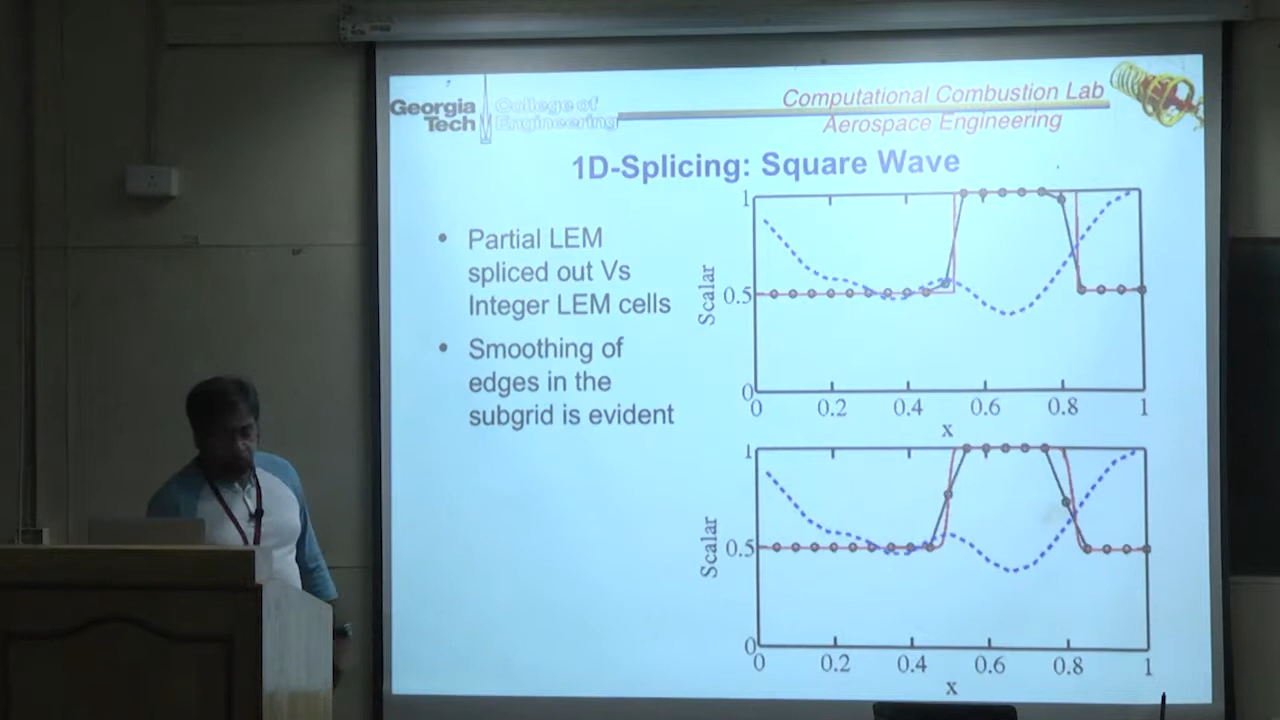 Georgia
Tech
College of
Engineering
Computational Combustion Lab
Aerospace Engineering
1D-Splicing: Square Wave
• Partial LEM
spliced out Vs
Integer LEM cells
• Smoothing of
edges in the
subgrid is evident
1
0.5
0
Scalar
0 0.2 0.4 0.6 0.8 1
x
1
0.5
0
Scalar
0 0.2 0.4 0.6 0.8 1
x